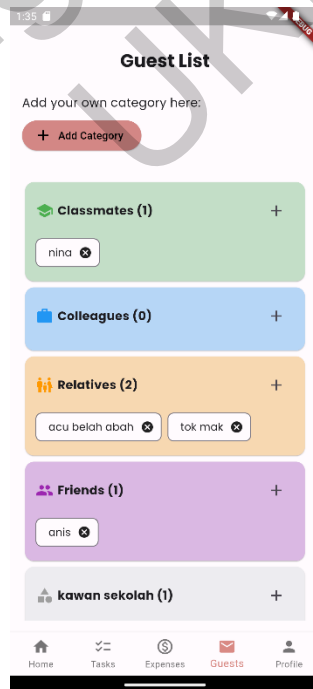 1:35
DEBUG
Guest List
Add your own category here:
+ Add Category
Classmates (1) +
nina
Colleagues (0) +
Relatives (2) +
acu belah abah tok mak
Friends (1) +
anis
kawan sekolah (1) +
Home Tasks Expenses Guests Profile